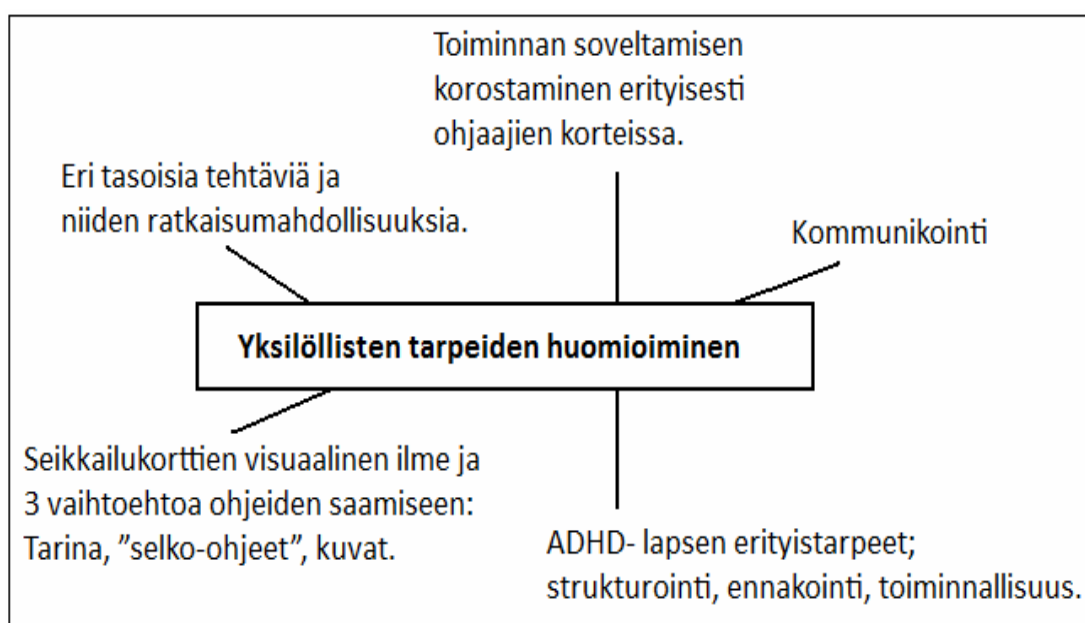 Toiminnan soveltamisen
korostaminen erityisesti
ohjaajien korteissa.
Eri tasoisia tehtäviä ja
niiden ratkaisumahdollisuuksia.
Kommunikointi
Yksilöllisten tarpeiden huomioiminen
Seikkailukorttien visuaalinen ilme ja
3 vaihtoehtoa ohjeiden saamiseen:
Tarina, ”selko-ohjeet”, kuvat.
ADHD- lapsen erityistarpeet;
strukturointi, ennakointi, toiminnallisuus.